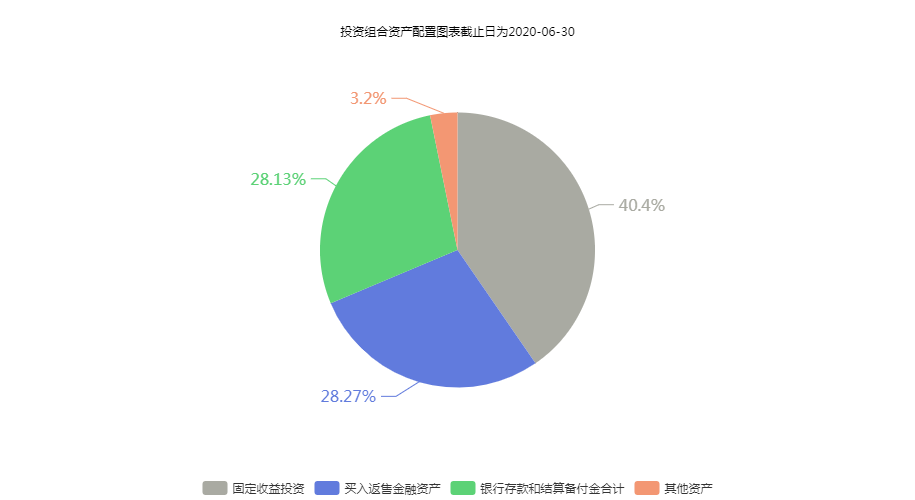 投资组合资产配置图表截止日为2020-06-30
3.2%
28.13%
40.4%
28.27%
固定收益投资 买入返售金融资产 银行存款和结算备付金合计 其他资产